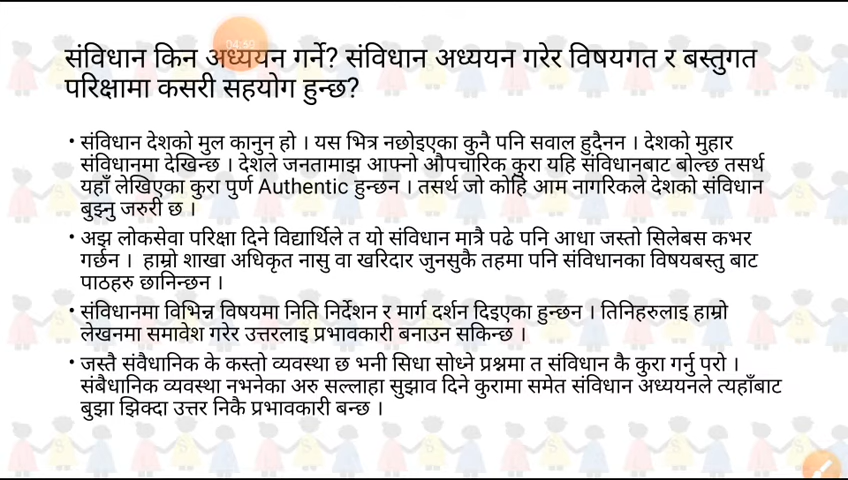 04:50
संविधान किन अध्ययन गर्ने? संविधान अध्ययन गरेर विषयगत र बस्तुगत
परिक्षामा कसरी सहयोग हुन्छ?
• संविधान देशको मुल कानुन हो । यस भित्र नछोइएका कुनै पनि सवाल हुदैनन । देशको मुहार
संविधानमा देखिन्छ । देशले जनतामाझ आफ्नो औपचारिक कुरा यहि संविधानबाट बोल्छ तसर्थ
यहाँ लेखिएका कुरा पुर्ण Authentic हुन्छन । तसर्थ जो कोहि आम नागरिकले देशको संविधान
बुझ्नु जरुरी छ ।
• अझ लोकसेवा परिक्षा दिने विद्यार्थिले त यो संविधान मात्रै पढे पनि आधा जस्तो सिलेबस कभर
गर्छन । हाम्रो शाखा अधिकृत नासु वा खरिदार जुनसुकै तहमा पनि संविधानका विषयबस्तु बाट
पाठहरु छानिन्छन ।
• संविधानमा विभिन्न विषयमा निति निर्देशन र मार्ग दर्शन दिइएका हुन्छन । तिनिहरुलाइ हाम्रो
लेखनमा समावेश गरेर उत्तरलाइ प्रभावकारी बनाउन सकिन्छ ।
• जस्तै संवैधानिक के कस्तो व्यवस्था छ भनी सिधा सोध्ने प्रश्नमा त संविधान कै कुरा गर्नु परो ।
संबैधानिक व्यवस्था नभनेका अरु सल्लाहा सुझाव दिने कुरामा समेत संविधान अध्ययनले त्यहाँबाट
बुझा झिक्दा उत्तर निकै प्रभावकारी बन्छ ।